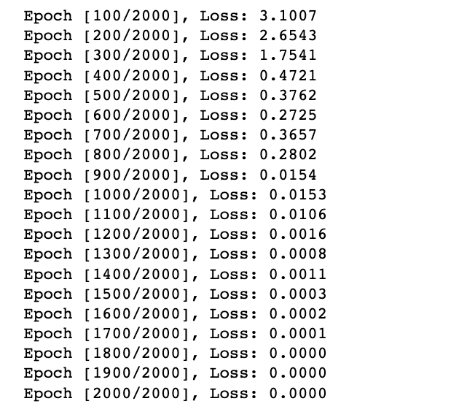 Epoch [100/2000], Loss: 3.1007
Epoch [200/2000], Loss: 2.6543
Epoch [300/2000], Loss: 1.7541
Epoch [400/2000], Loss: 0.4721
Epoch [500/2000], Loss: 0.3762
Epoch [600/2000], Loss: 0.2725
Epoch [700/2000], Loss: 0.3657
Epoch [800/2000], Loss: 0.2802
Epoch [900/2000], Loss: 0.0154
Epoch [1000/2000], Loss: 0.0153
Epoch [1100/2000], Loss: 0.0106
Epoch [1200/2000], Loss: 0.0016
Epoch [1300/2000], Loss: 0.0008
Epoch [1400/2000], Loss: 0.0011
Epoch [1500/2000], Loss: 0.0003
Epoch [1600/2000], Loss: 0.0002
Epoch [1700/2000], Loss: 0.0001
Epoch [1800/2000], Loss: 0.0000
Epoch [1900/2000], Loss: 0.0000
Epoch [2000/2000], Loss: 0.0000